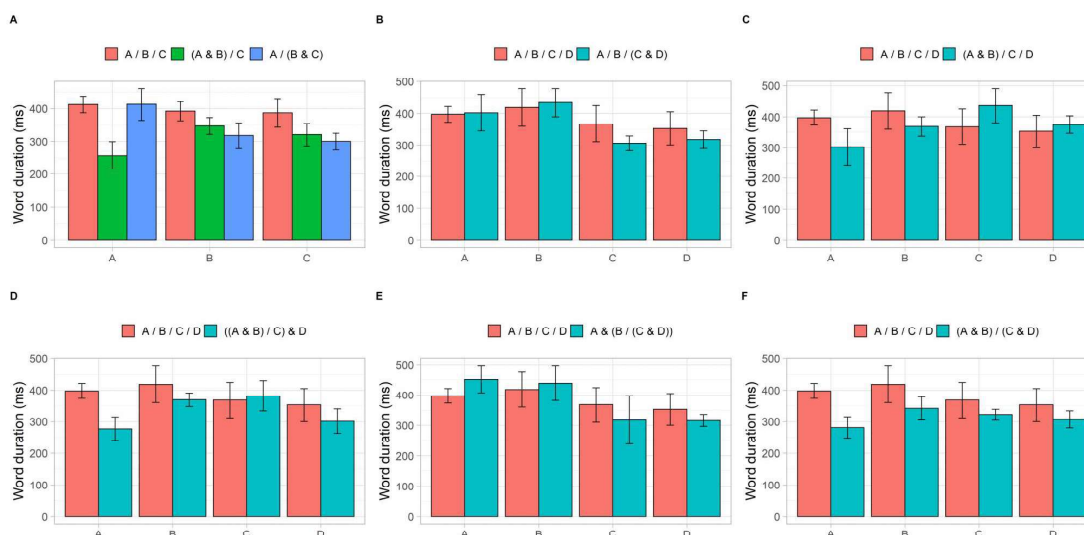 A
B
C
A / B / C (A & B) / C A / (B & C)
A / B / C / D A / B / (C & D)
A / B / C / D (A & B) / C / D
Word duration (ms)
400
300
200
100
0
A B C
Word duration (ms)
500
400
300
200
100
0
A B C D
Word duration (ms)
500
400
300
200
100
0
A B C D
D
E
F
A / B / C / D ((A & B) / C) & D
A / B / C / D A & (B / (C & D))
A / B / C / D (A & B) / (C & D)
Word duration (ms)
500
400
300
200
100
0
A B C D
Word duration (ms)
500
400
300
200
100
0
A B C D
Word duration (ms)
500
400
300
200
100
0
A B C D